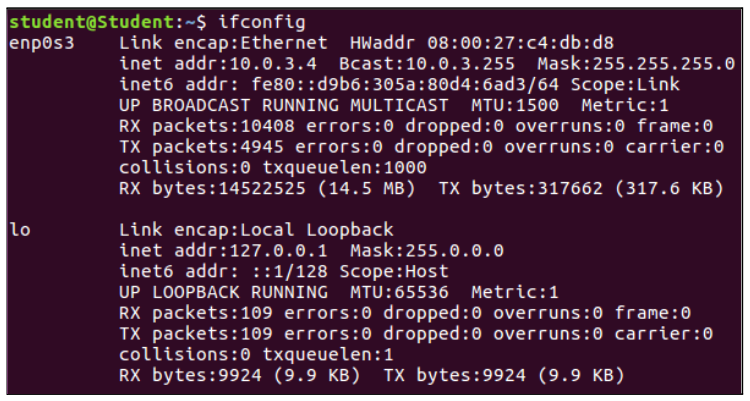 student@Student:~$ ifconfig
enp0s3    Link encap:Ethernet  HWaddr 08:00:27:c4:db:d8
          inet addr:10.0.3.4  Bcast:10.0.3.255  Mask:255.255.255.0
          inet6 addr: fe80::d9b6:305a:80d4:6ad3/64 Scope:Link
          UP BROADCAST RUNNING MULTICAST  MTU:1500  Metric:1
          RX packets:10408 errors:0 dropped:0 overruns:0 frame:0
          TX packets:4945 errors:0 dropped:0 overruns:0 carrier:0
          collisions:0 txqueuelen:1000
          RX bytes:14522525 (14.5 MB)  TX bytes:317662 (317.6 KB)

lo        Link encap:Local Loopback
          inet addr:127.0.0.1  Mask:255.0.0.0
          inet6 addr: ::1/128 Scope:Host
          UP LOOPBACK RUNNING  MTU:65536  Metric:1
          RX packets:109 errors:0 dropped:0 overruns:0 frame:0
          TX packets:109 errors:0 dropped:0 overruns:0 carrier:0
          collisions:0 txqueuelen:1
          RX bytes:9924 (9.9 KB)  TX bytes:9924 (9.9 KB)